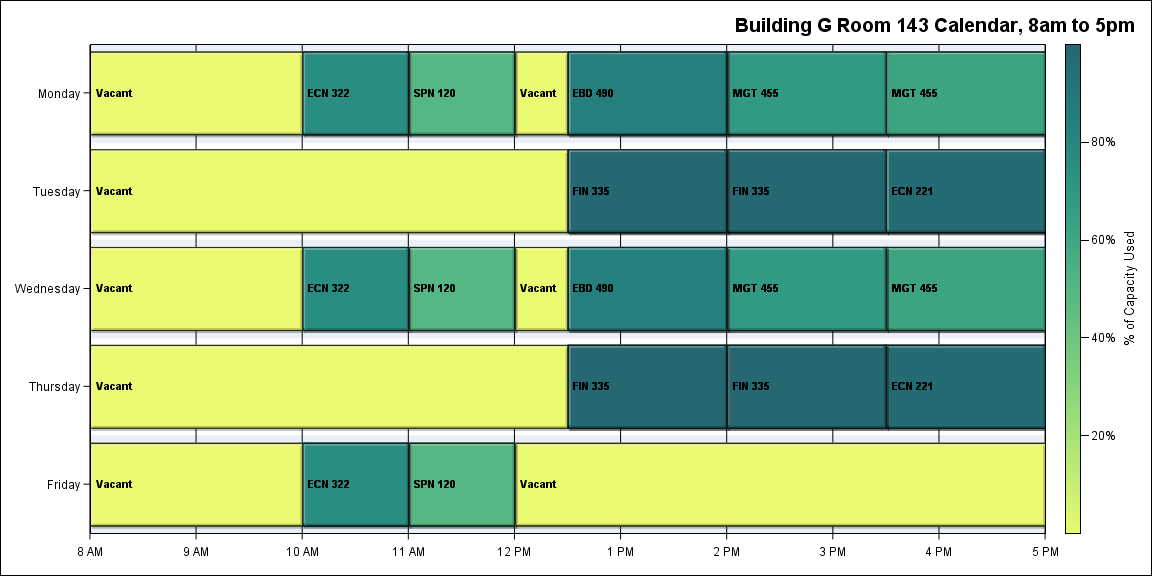 Building G Room 143 Calendar, 8am to 5pm
Monday
Vacant
ECN 322
SPN 120
Vacant
EBD 490
MGT 455
MGT 455
Tuesday
Vacant
FIN 335
FIN 335
ECN 221
Wednesday
Vacant
ECN 322
SPN 120
Vacant
EBD 490
MGT 455
MGT 455
Thursday
Vacant
FIN 335
FIN 335
ECN 221
Friday
Vacant
ECN 322
SPN 120
Vacant
8 AM
9 AM
10 AM
11 AM
12 PM
1 PM
2 PM
3 PM
4 PM
5 PM
80%
60%
40%
20%
% of Capacity Used